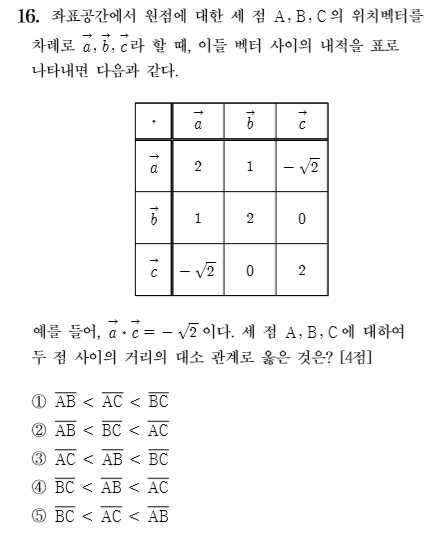 16. 좌표공간에서 원점에 대한 세 점 A, B, C의 위치벡터를
차례로 $\vec{a}, \vec{b}, \vec{c}$라 할 때, 이들 벡터 사이의 내적을 표로
나타내면 다음과 같다.
· $\vec{a}$ $\vec{b}$ $\vec{c}$
$\vec{a}$ 2 1 $-\sqrt{2}$
$\vec{b}$ 1 2 0
$\vec{c}$ $-\sqrt{2}$ 0 2
예를 들어, $\vec{a} \cdot \vec{c} = -\sqrt{2}$이다. 세 점 A, B, C에 대하여
두 점 사이의 거리의 대소 관계로 옳은 것은? [4점]
① $\overline{AB} < \overline{AC} < \overline{BC}$
② $\overline{AB} < \overline{BC} < \overline{AC}$
③ $\overline{AC} < \overline{AB} < \overline{BC}$
④ $\overline{BC} < \overline{AB} < \overline{AC}$
⑤ $\overline{BC} < \overline{AC} < \overline{AB}$